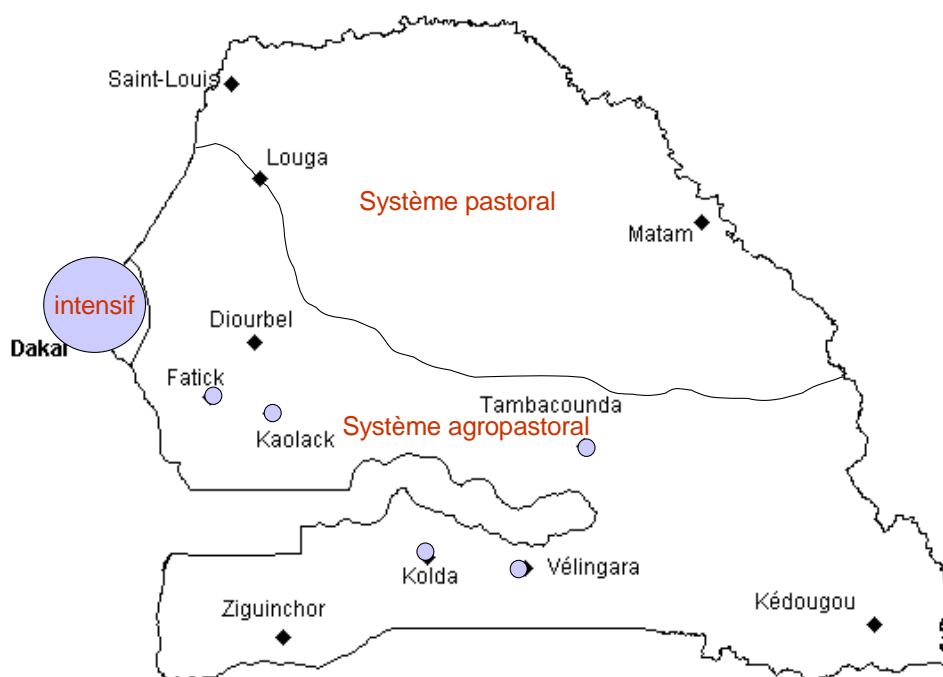 Saint-Louis
Louga
Système pastoral
Matam
intensif
Diourbel
Dakar
Fatick
Tambacounda
Kaolack
Système agropastoral
Kolda
Vélingara
Ziguinchor
Kédougou